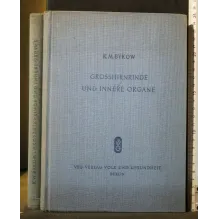 K.M.BYKOW
GROSSHIRNRINDE
UND INNERE ORGANE
VEB VERLAG VOLK UND GESUNDHEIT
BERLIN